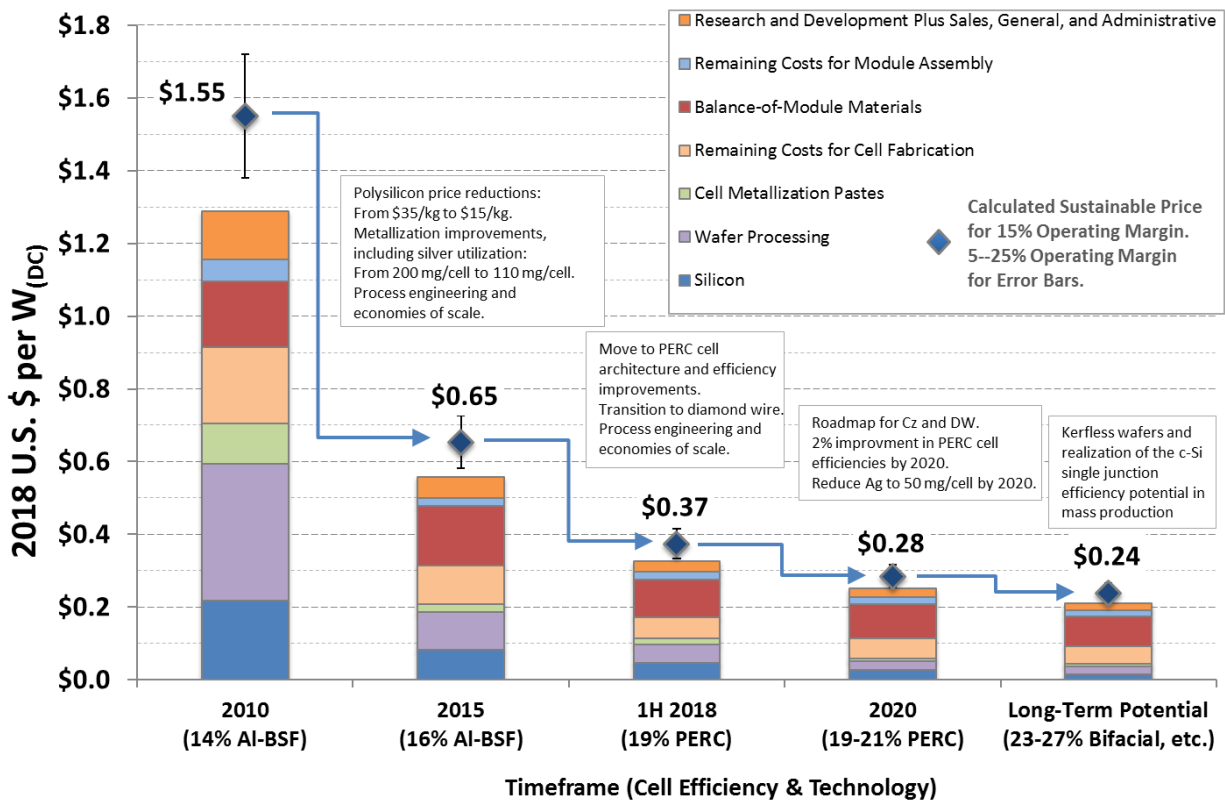 2018 U.S. $ per W(DC)
$1.8
$1.6
$1.4
$1.2
$1.0
$0.8
$0.6
$0.4
$0.2
$0.0
$1.55
$0.65
$0.37
$0.28
$0.24
Research and Development Plus Sales, General, and Administrative
Remaining Costs for Module Assembly
Balance-of-Module Materials
Remaining Costs for Cell Fabrication
Cell Metallization Pastes
Wafer Processing
Silicon
Calculated Sustainable Price
for 15% Operating Margin.
5--25% Operating Margin
for Error Bars.
Polysilicon price reductions:
From $35/kg to $15/kg.
Metallization improvements,
including silver utilization:
From 200 mg/cell to 110 mg/cell.
Process engineering and
economies of scale.
Move to PERC cell
architecture and efficiency
improvements.
Transition to diamond wire.
Process engineering and
economies of scale.
Roadmap for Cz and DW.
2% improvment in PERC cell
efficiencies by 2020.
Reduce Ag to 50 mg/cell by 2020.
Kerfless wafers and
realization of the c-Si
single junction
efficiency potential in
mass production
2010
(14% Al-BSF)
2015
(16% Al-BSF)
1H 2018
(19% PERC)
2020
(19-21% PERC)
Long-Term Potential
(23-27% Bifacial, etc.)
Timeframe (Cell Efficiency & Technology)